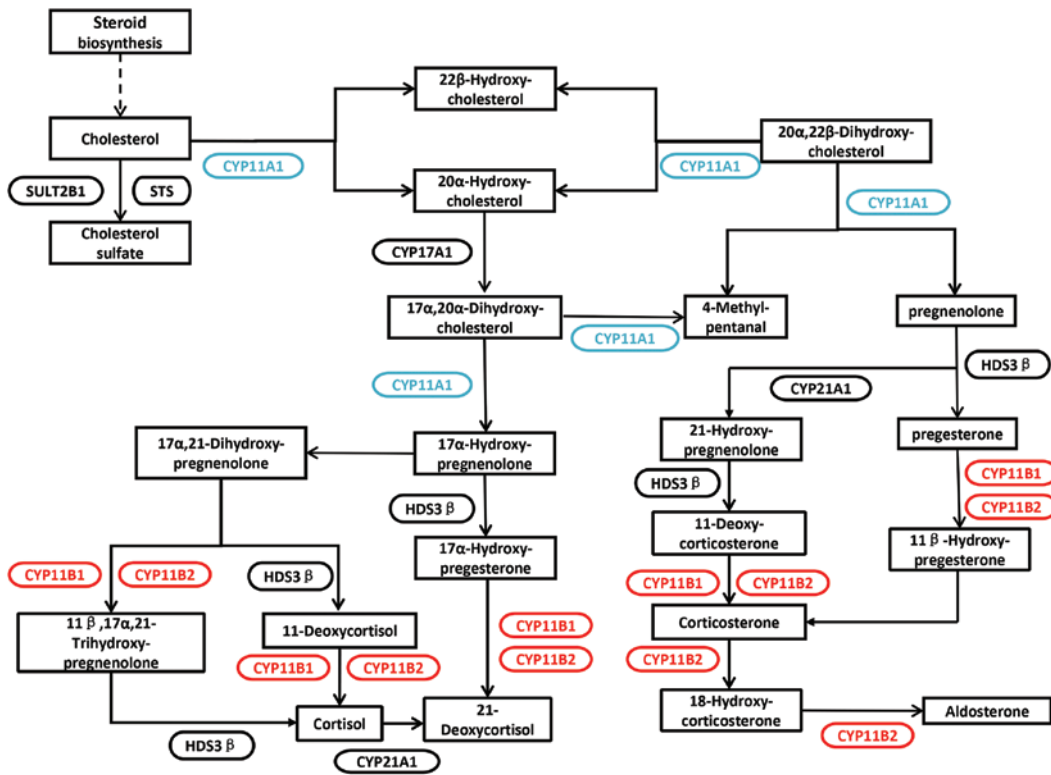 Steroid
biosynthesis
22β-Hydroxy-
cholesterol
Cholesterol
20α,22β-Dihydroxy-
cholesterol
CYP11A1
CYP11A1
SULT2B1
STS
20α-Hydroxy-
cholesterol
CYP11A1
Cholesterol
sulfate
CYP17A1
17α,20α-Dihydroxy-
cholesterol
4-Methyl-
pentanal
pregnenolone
CYP11A1
CYP11A1
CYP21A1
HDS3 β
17α,21-Dihydroxy-
pregnenolone
17α-Hydroxy-
pregnenolone
21-Hydroxy-
pregnenolone
pregesterone
HDS3 β
HDS3 β
CYP11B1
CYP11B2
17α-Hydroxy-
pregesterone
11-Deoxy-
corticosterone
11 β -Hydroxy-
pregesterone
CYP11B1
CYP11B2
HDS3 β
CYP11B1
CYP11B2
11 β ,17α,21-
Trihydroxy-
pregnenolone
11-Deoxycortisol
CYP11B1
CYP11B2
Corticosterone
CYP11B1
CYP11B2
CYP11B2
Cortisol
21-
Deoxycortisol
18-Hydroxy-
corticosterone
Aldosterone
HDS3 β
CYP21A1
CYP11B2